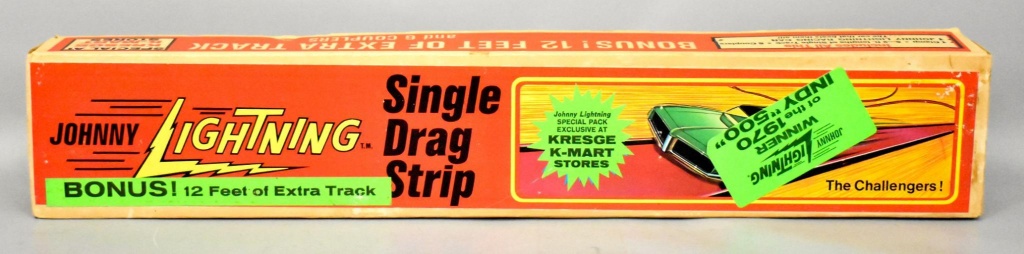 BONUS! 12 FEET OF EXTRA TRACK
and 6 COUPLERS
JOHNNY
LIGHTNING T.M.
BONUS! 12 Feet of Extra Track
Single
Drag
Strip
Johnny Lightning
SPECIAL PACK
EXCLUSIVE AT
KRESGE
K-MART
STORES
JOHNNY
LIGHTNING
WINNER
of the 1970
INDY "500"
The Challengers!